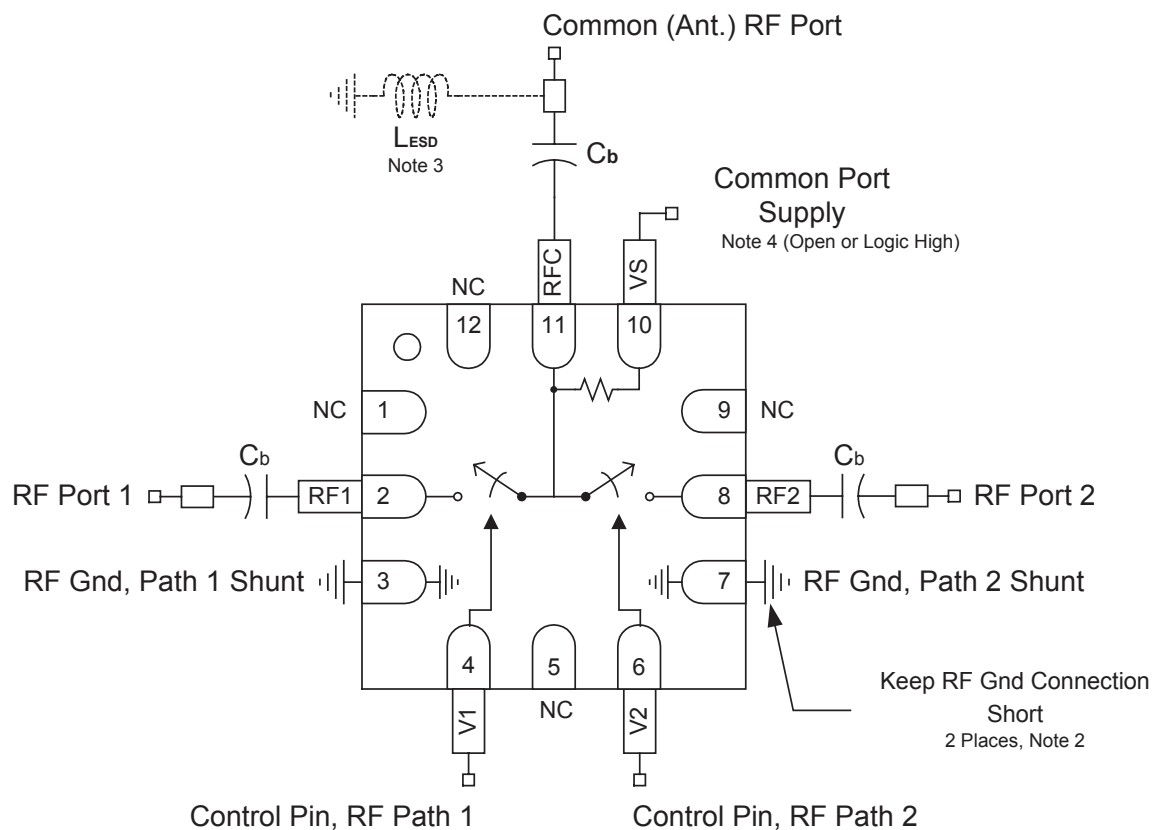 Common (Ant.) RF Port
LESD
Note 3
Cb
Common Port
Supply
Note 4 (Open or Logic High)
RFC
VS
NC
12
11
10
NC
1
9
NC
Cb
Cb
RF Port 1
RF1
2
8
RF2
RF Port 2
RF Gnd, Path 1 Shunt
3
7
RF Gnd, Path 2 Shunt
4
5
6
V1
NC
V2
Keep RF Gnd Connection
Short
2 Places, Note 2
Control Pin, RF Path 1
Control Pin, RF Path 2